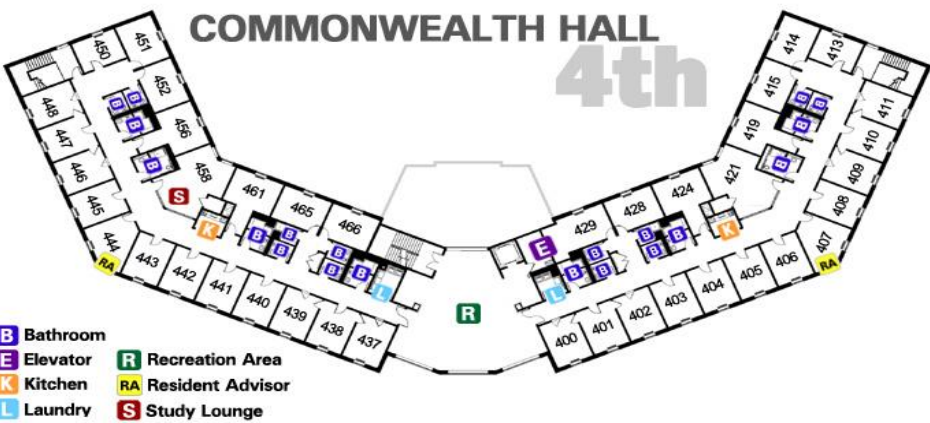 COMMONWEALTH HALL
4th
450
451
452
456
458
448
447
446
445
444
RA
S
K
461
465
466
443
442
441
440
439
438
437
B
B
B
B
B
B
B
B
B
B
L
R
E
429
428
424
421
419
415
414
413
411
410
409
408
407
RA
K
406
405
404
403
402
401
400
B
B
B
B
B
B
B
B
B
B
L
B Bathroom
E Elevator
K Kitchen
L Laundry
R Recreation Area
RA Resident Advisor
S Study Lounge